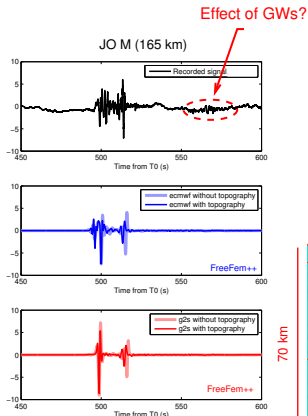 Effect of GWs?
JO M (165 km)
10
5
0
−5
−10
Recorded signal
450 500 550 600
Time from T0 (s)
10
5
0
−5
−10
ecmwf without topography
ecmwf with topography
FreeFem++
450 500 550 600
Time from T0 (s)
10
5
0
−5
−10
g2s without topography
g2s with topography
FreeFem++
450 500 550 600
Time from T0 (s)
70 km